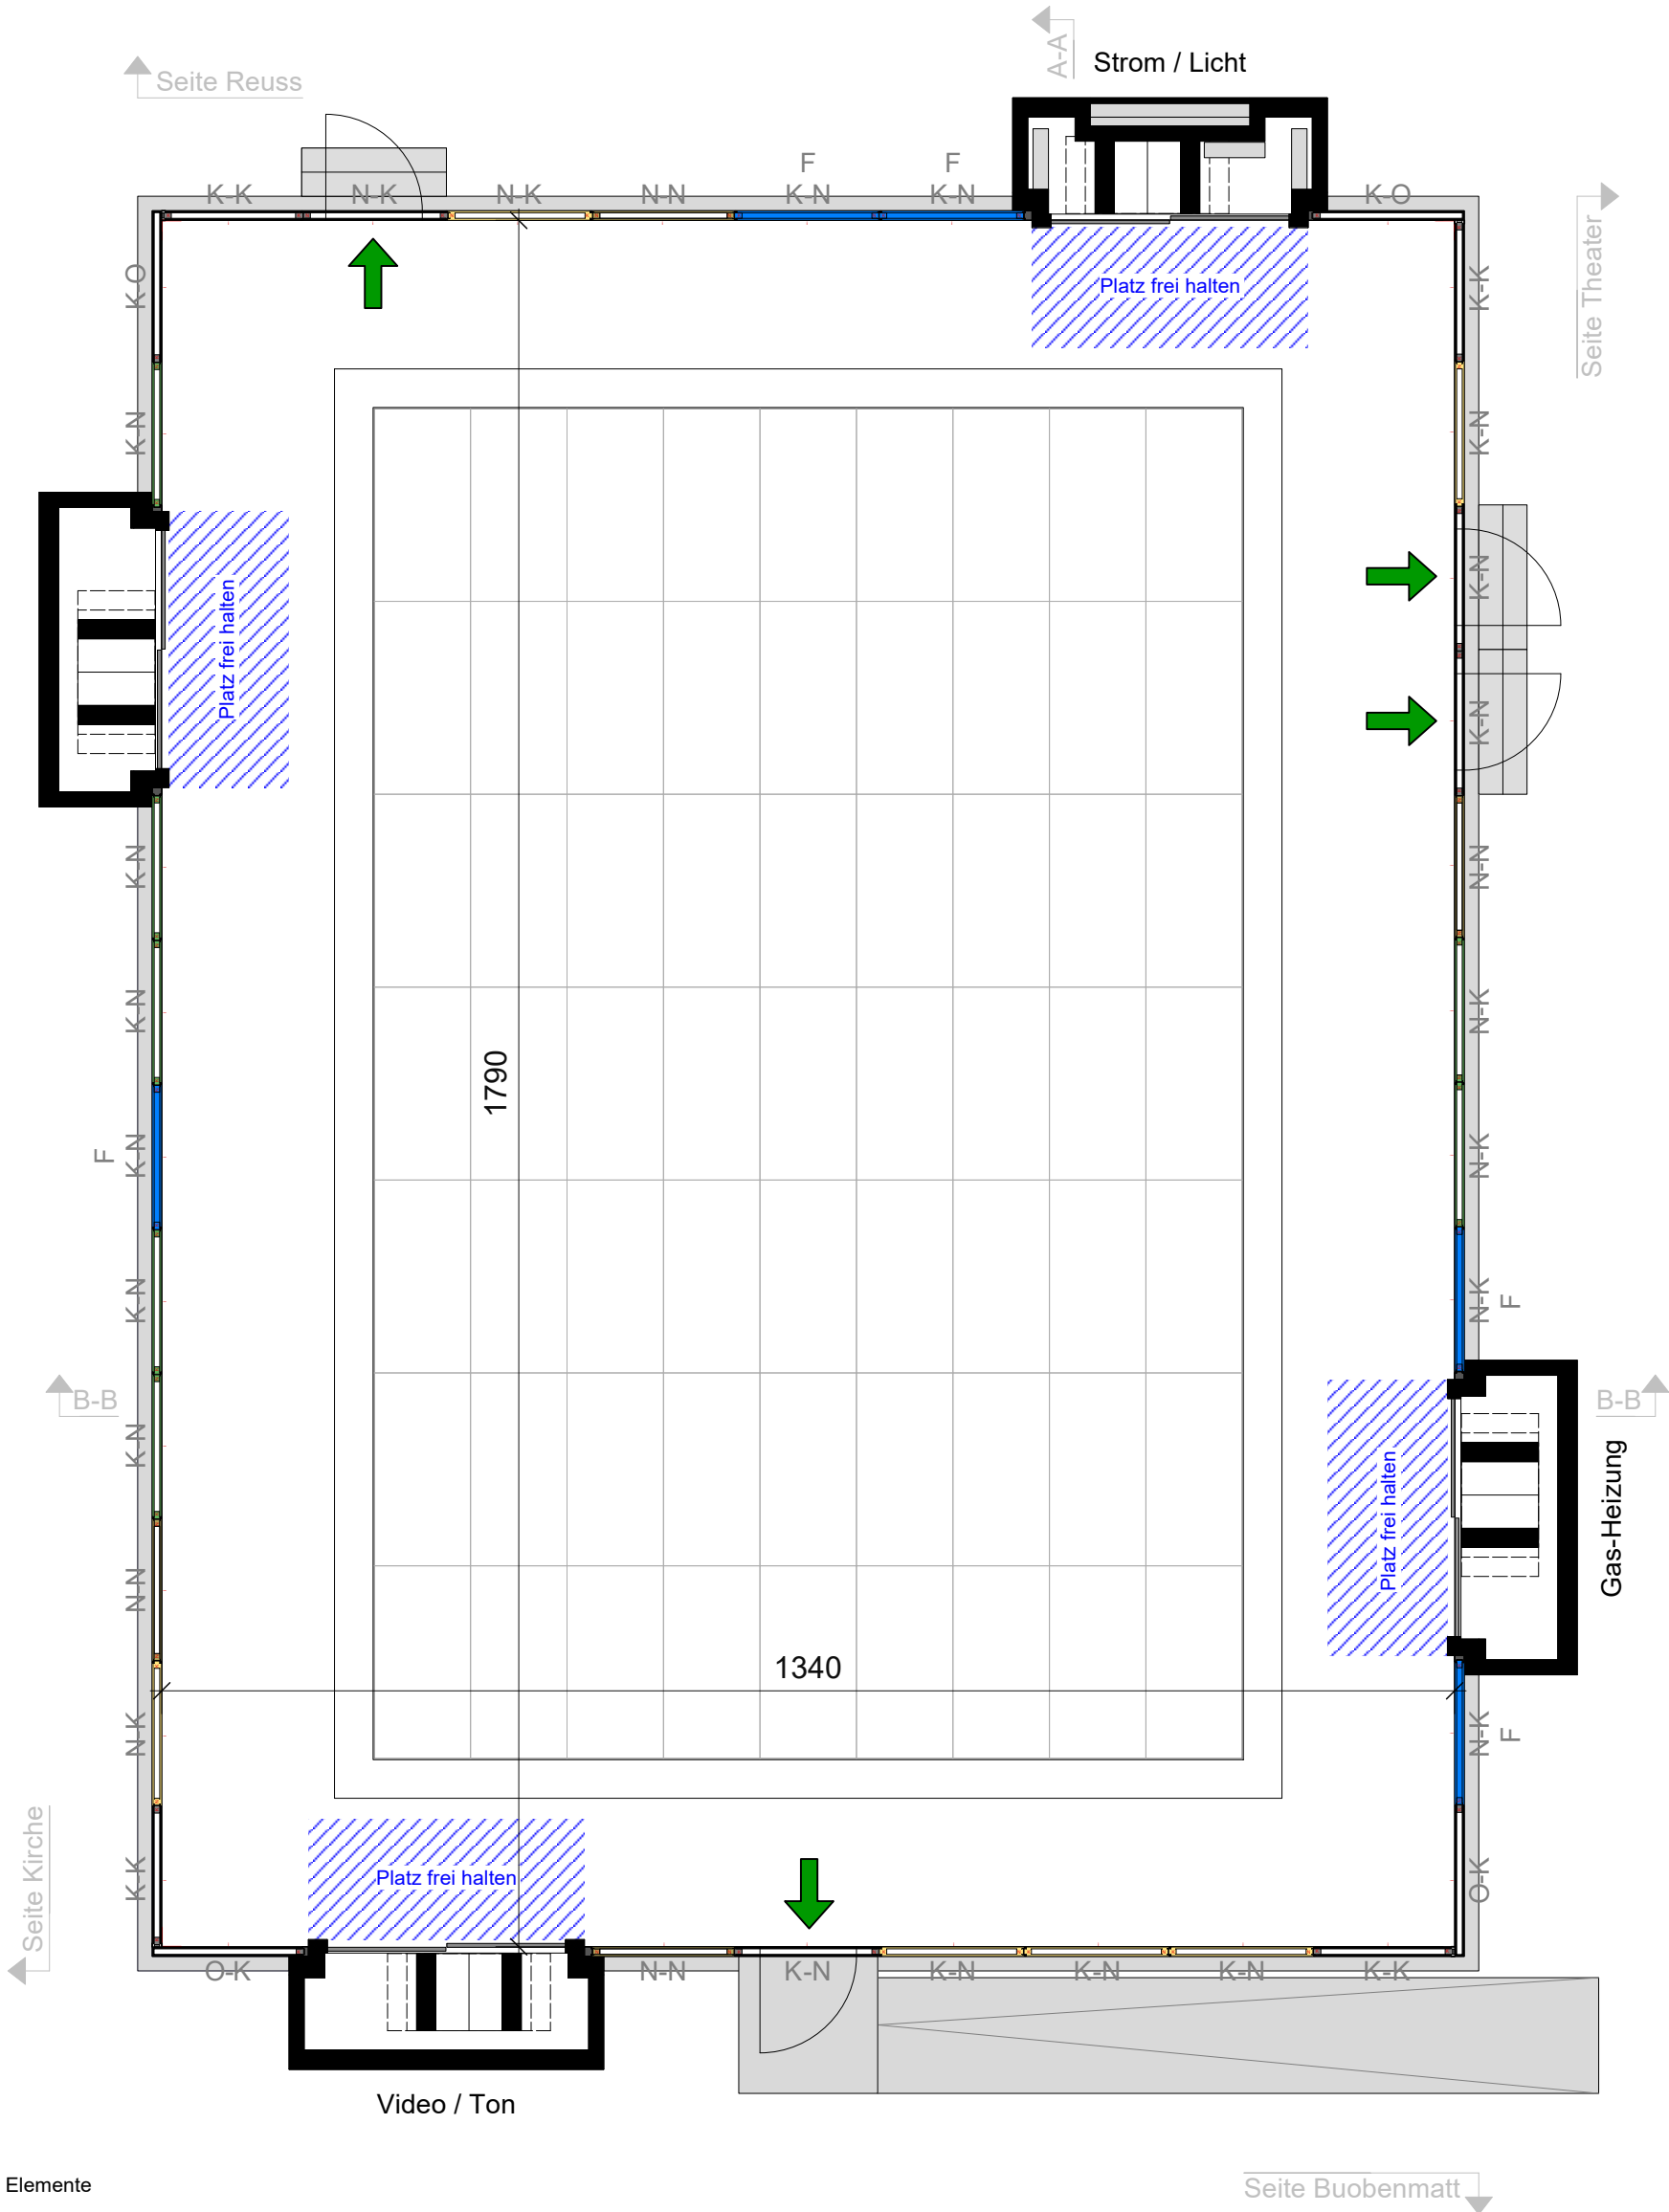 A-A
Strom / Licht
Seite Reuss
F
F
K-K
N-K
N-K
N-N
K-N
K-N
K-O
Seite Theater
K-O
Platz frei halten
K-K
K-N
K-N
K-N
Platz frei halten
K-N
K-N
N-N
K-N
N-K
1790
F
K-N
N-K
K-N
N-K
F
B-B
B-B
K-N
Platz frei halten
Gas-Heizung
N-N
1340
N-K
N-K
F
Seite Kirche
K-K
Platz frei halten
O-K
O-K
N-N
K-N
K-N
K-N
K-N
K-K
Video / Ton
Elemente
Seite Buobenmatt